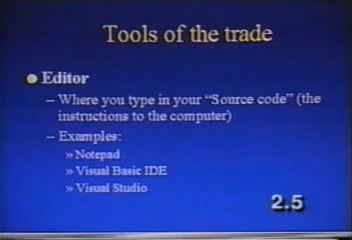 Tools of the trade
Editor
– Where you type in your “Source code” (the
instructions to the computer)
– Examples:
» Notepad
» Visual Basic IDE
» Visual Studio
2.5